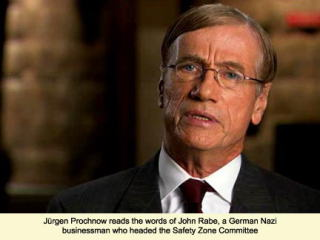 Jürgen Prochnow reads the words of John Rabe, a German Nazi
businessman who headed the Safety Zone Committee